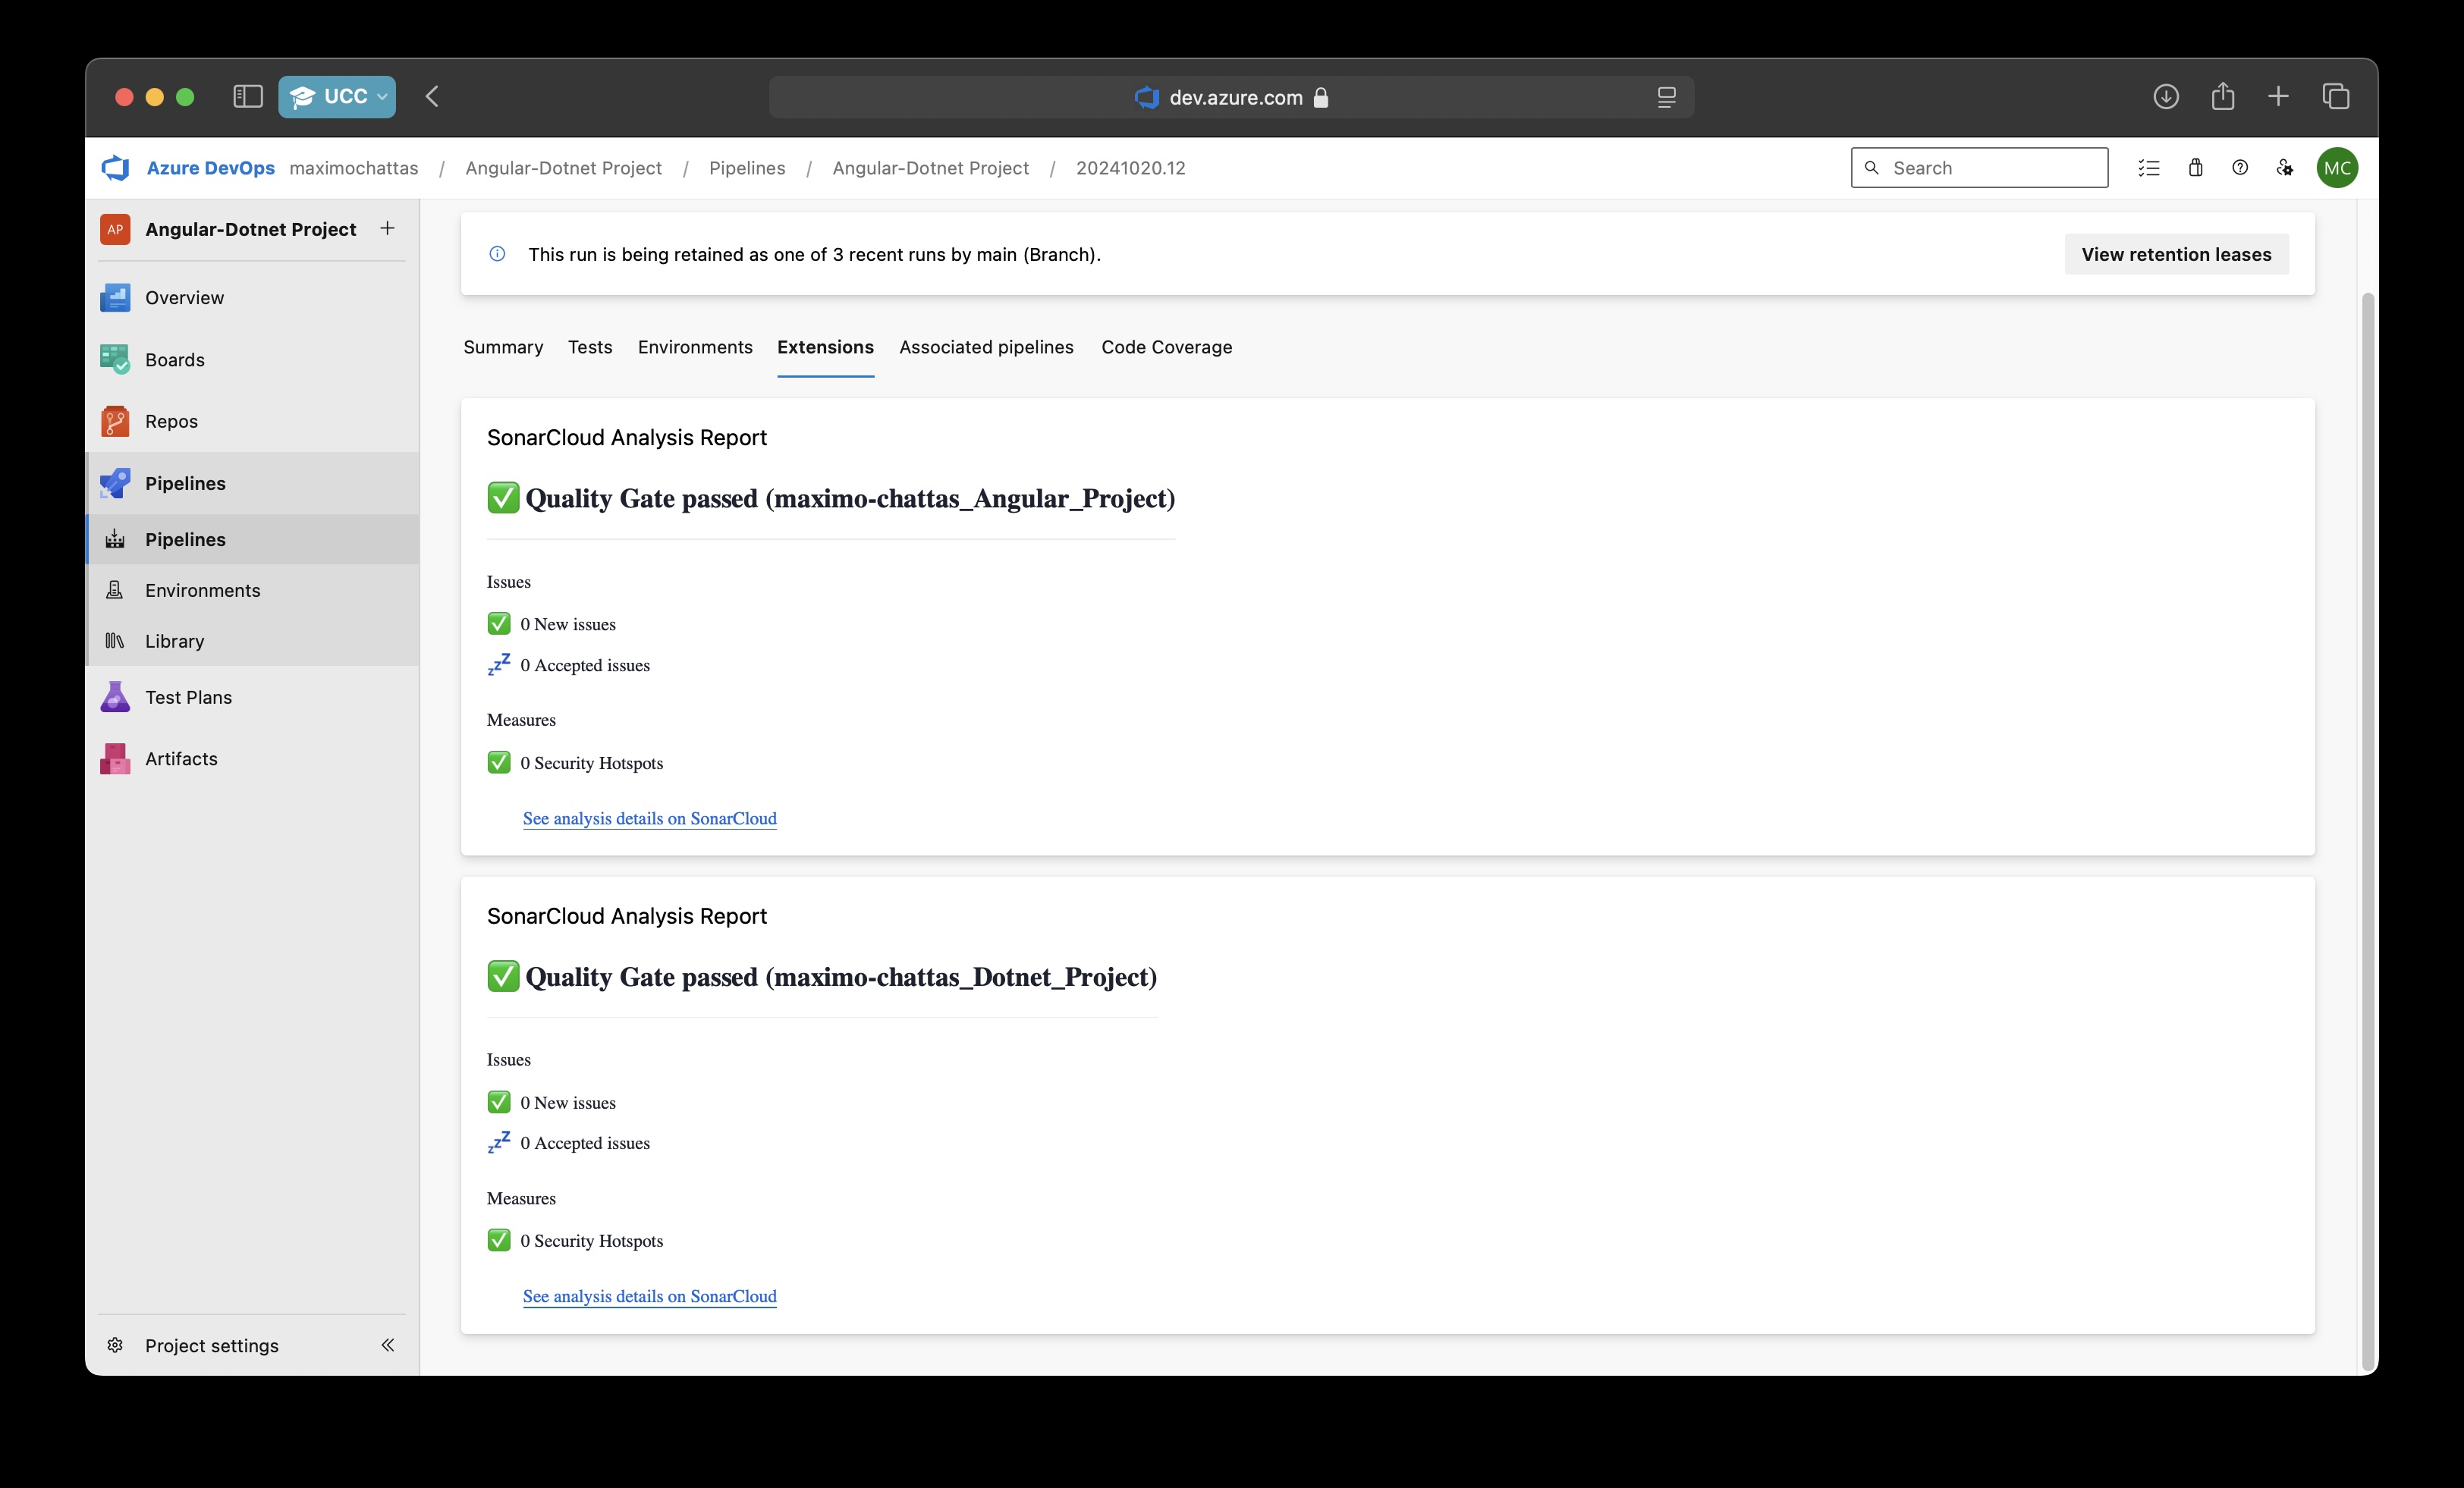 UCC
dev.azure.com
Azure DevOps maximochattas / Angular-Dotnet Project / Pipelines / Angular-Dotnet Project / 20241020.12
Search
MC
AP Angular-Dotnet Project
Overview
Boards
Repos
Pipelines
Pipelines
Environments
Library
Test Plans
Artifacts
Project settings
This run is being retained as one of 3 recent runs by main (Branch).
View retention leases
Summary Tests Environments Extensions Associated pipelines Code Coverage
SonarCloud Analysis Report
✅ Quality Gate passed (maximo-chattas_Angular_Project)
Issues
✅ 0 New issues
💤 0 Accepted issues
Measures
✅ 0 Security Hotspots
See analysis details on SonarCloud
SonarCloud Analysis Report
✅ Quality Gate passed (maximo-chattas_Dotnet_Project)
Issues
✅ 0 New issues
💤 0 Accepted issues
Measures
✅ 0 Security Hotspots
See analysis details on SonarCloud